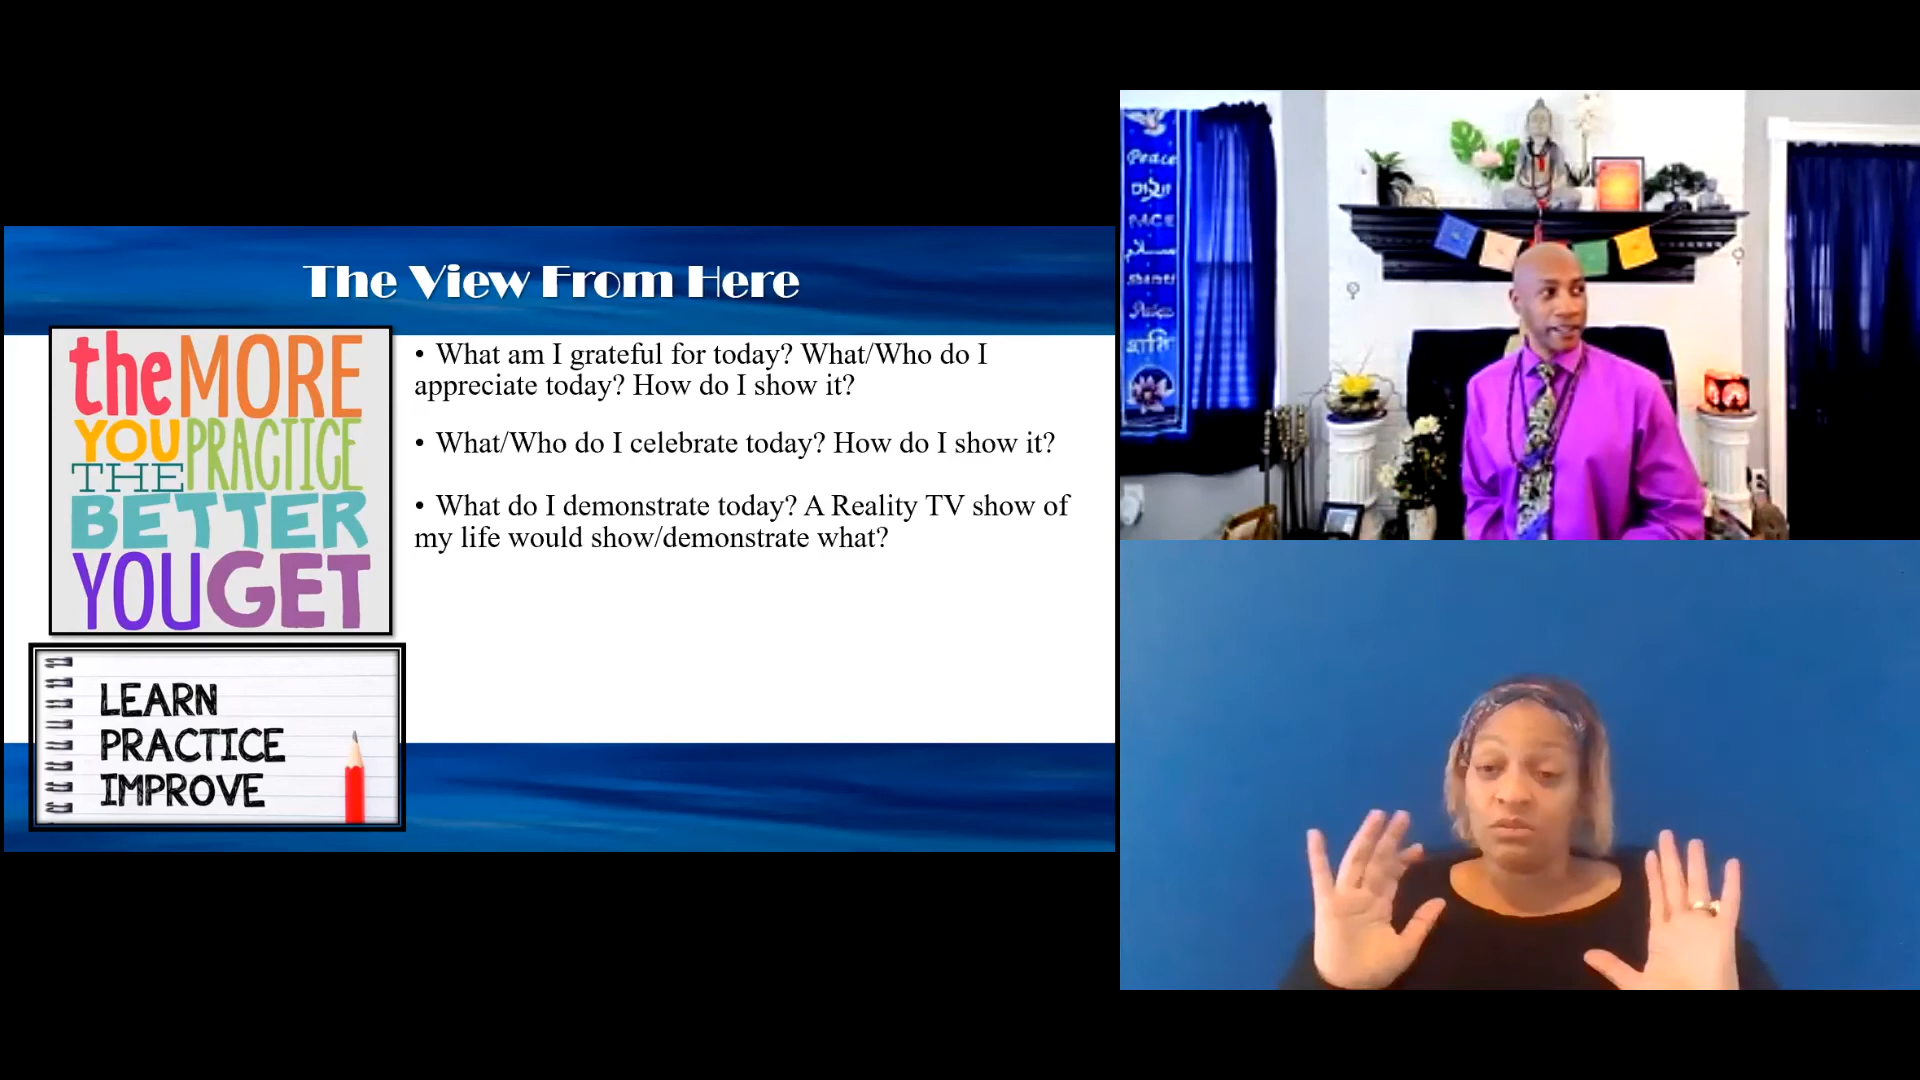 The View From Here
the MORE
YOU PRACTICE
THE
BETTER
YOU GET
• What am I grateful for today? What/Who do I
appreciate today? How do I show it?
• What/Who do I celebrate today? How do I show it?
• What do I demonstrate today? A Reality TV show of
my life would show/demonstrate what?
LEARN
PRACTICE
IMPROVE
Peace
PACE
Shanti